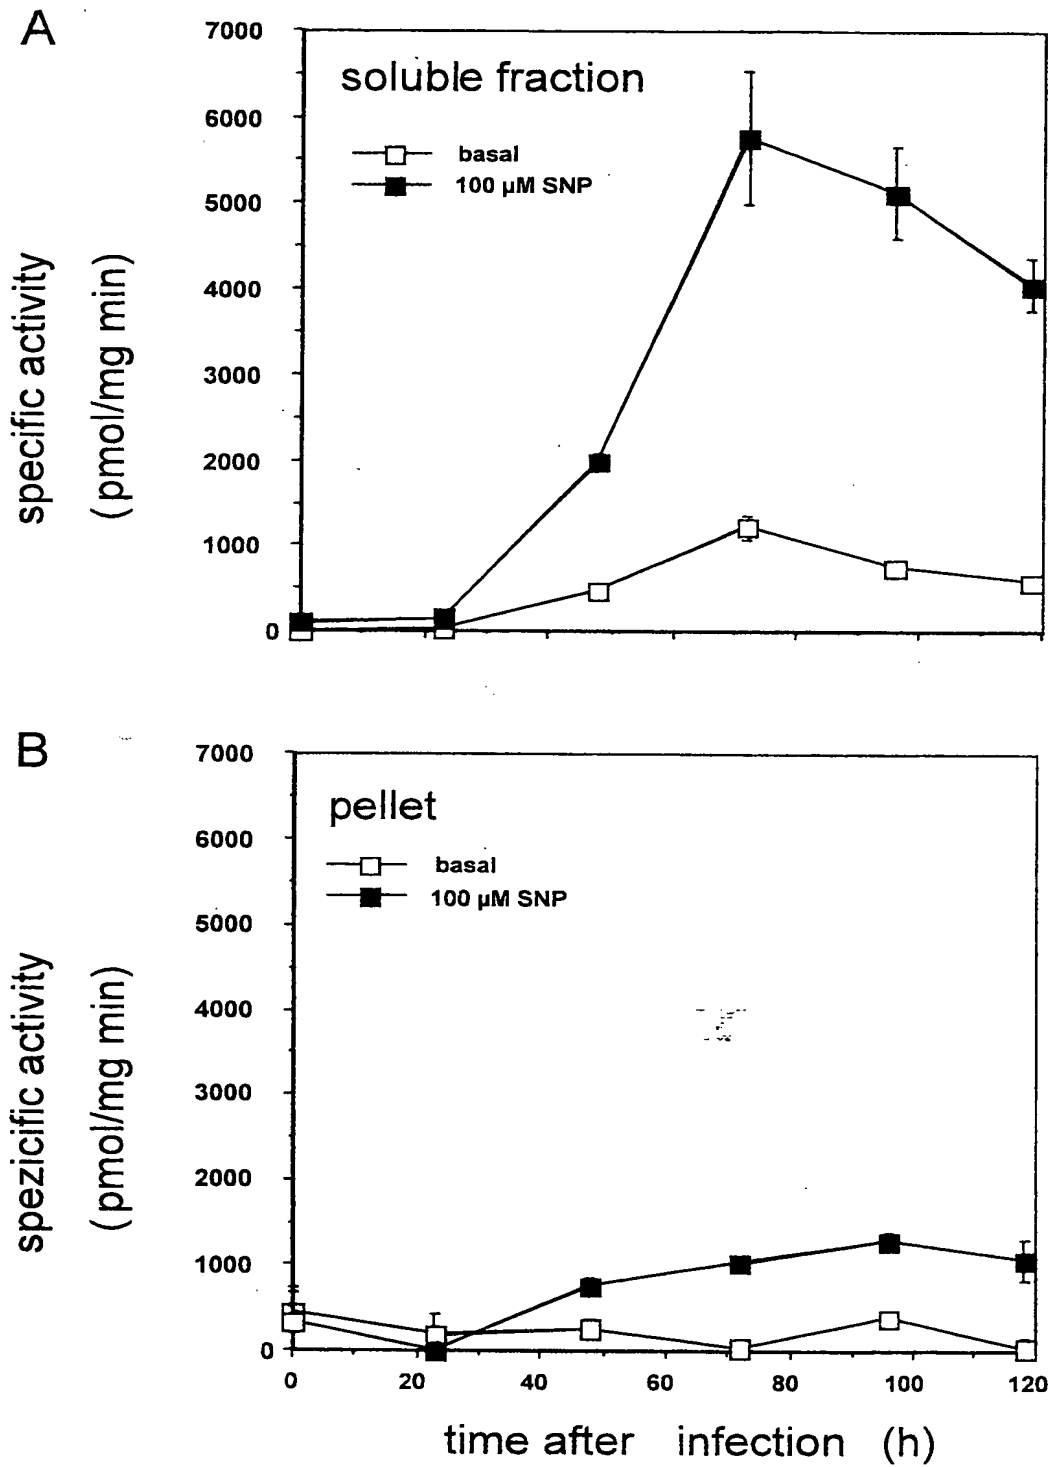 A
7000
6000
5000
4000
3000
2000
1000
0
soluble fraction
basal
100 µM SNP
specific activity
(pmol/mg min)
B
7000
6000
5000
4000
3000
2000
1000
0
pellet
basal
100 µM SNP
spezicific activity
(pmol/mg min)
0 20 40 60 80 100 120
time after infection (h)